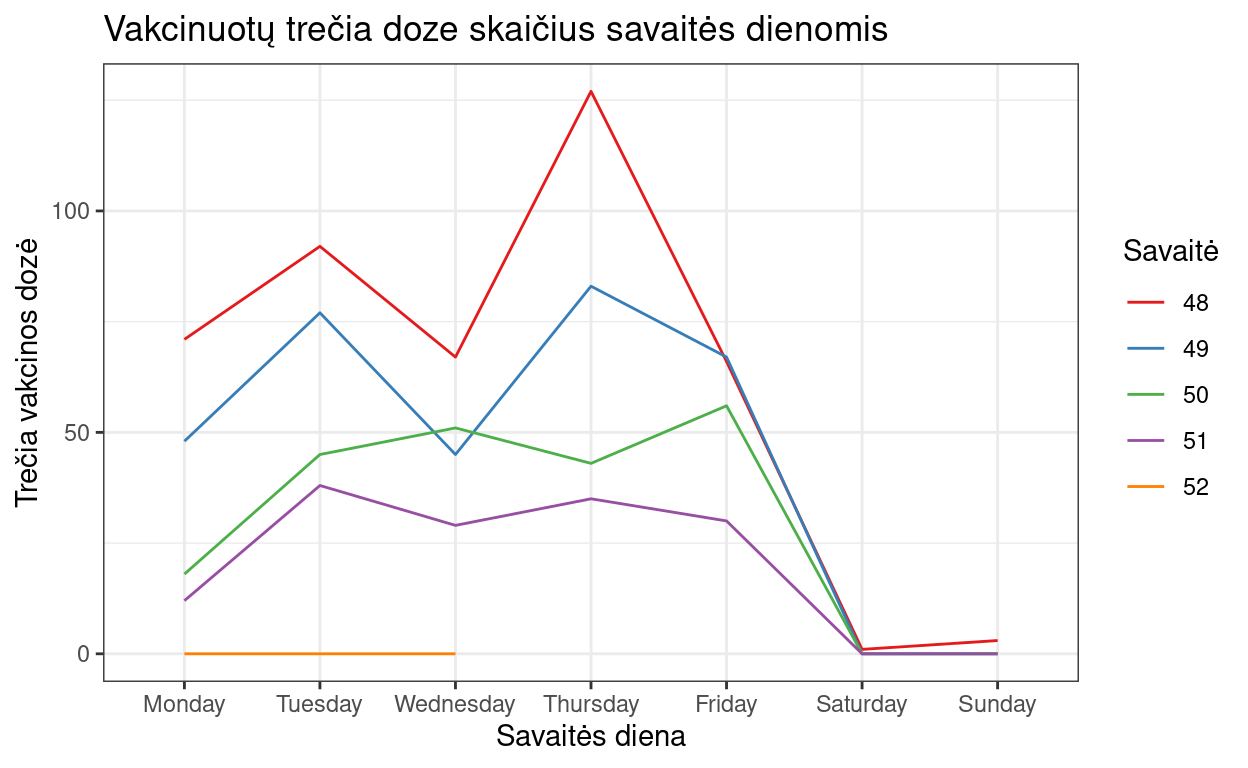 Vakcinuotų trečia doze skaičius savaitės dienomis
Trečia vakcinos dozė
100
50
0
Monday
Tuesday
Wednesday
Thursday
Friday
Saturday
Sunday
Savaitės diena
Savaitė
48
49
50
51
52